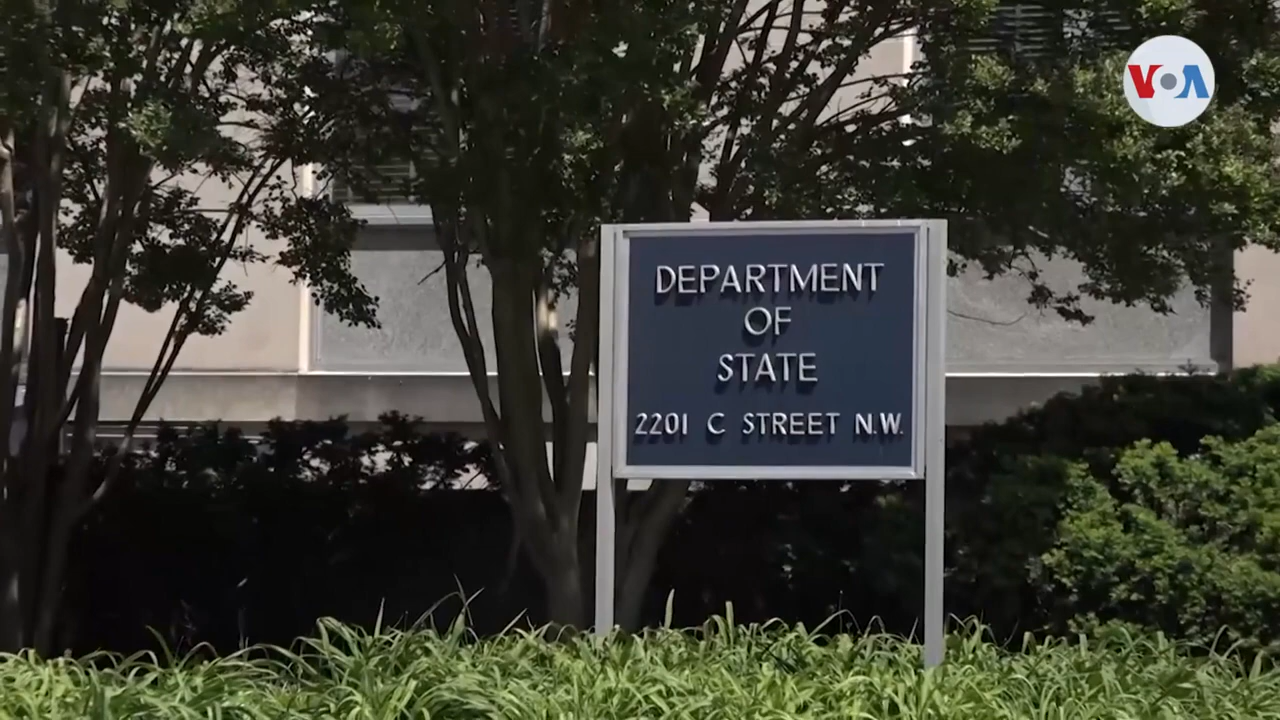 VOA
DEPARTMENT
OF
STATE
2201 C STREET N.W.